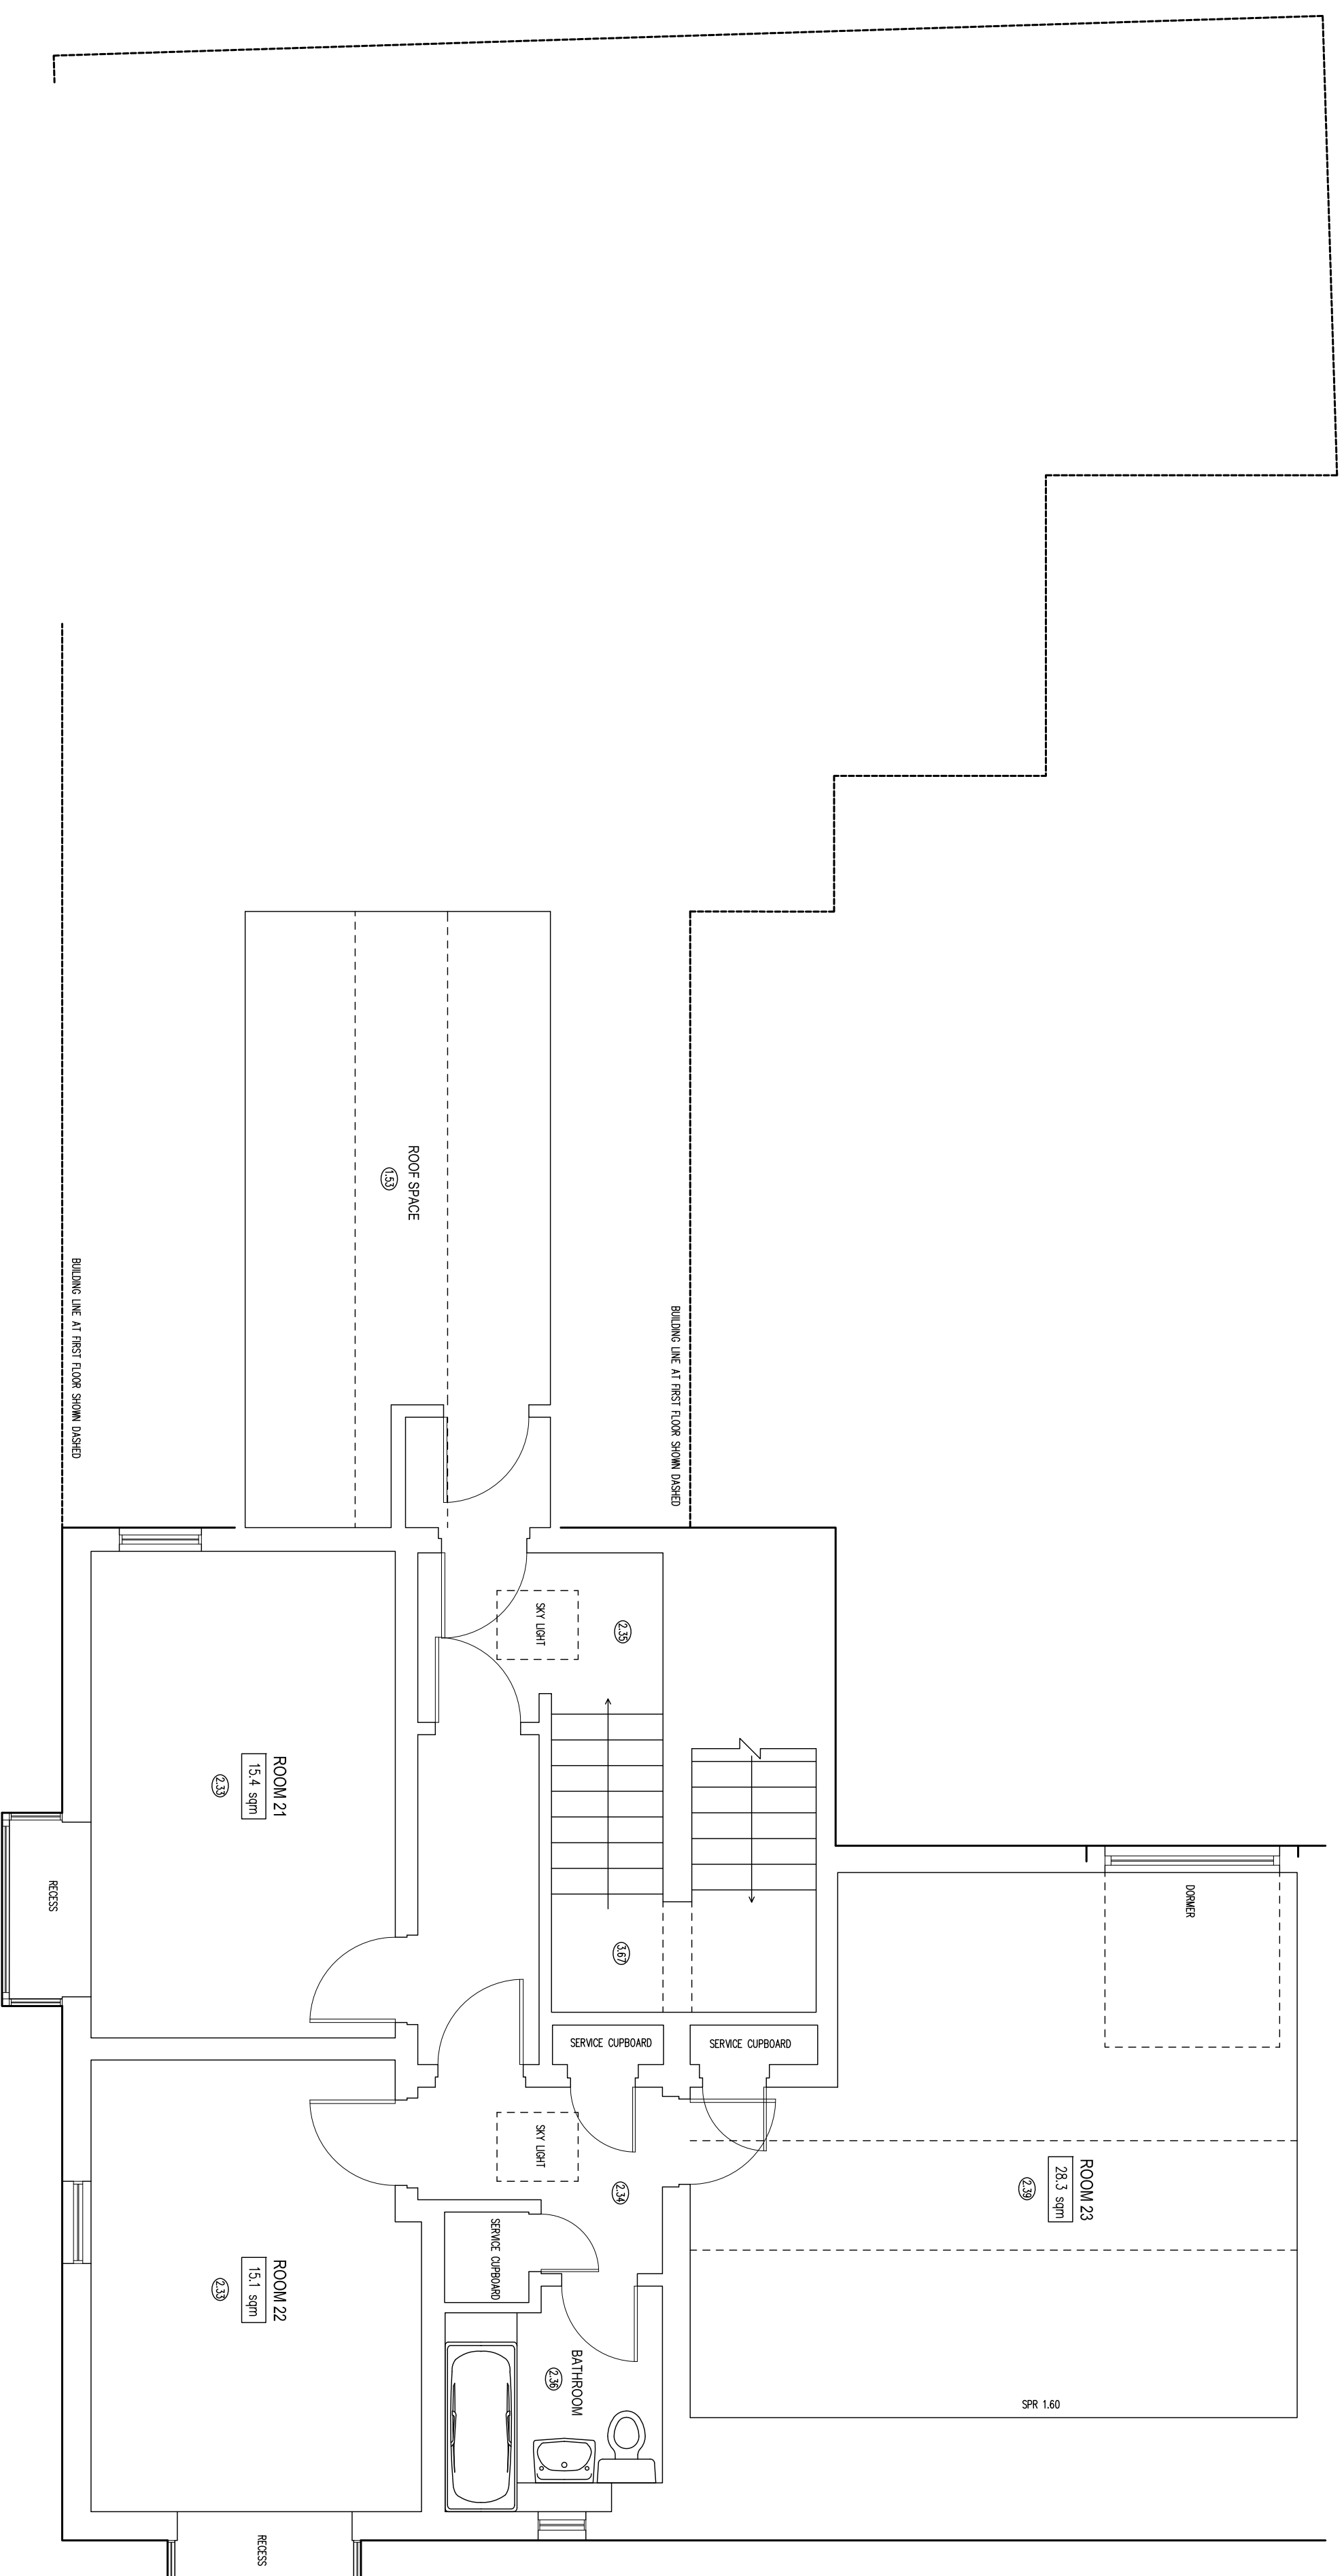 ROOF SPACE
1.53
BUILDING LINE AT FIRST FLOOR SHOWN DASHED
BUILDING LINE AT FIRST FLOOR SHOWN DASHED
SKY LIGHT
2.35
ROOM 21
15.4 sqm
2.33
RECESS
DORMER
3.67
SERVICE CUPBOARD
SERVICE CUPBOARD
SKY LIGHT
2.34
ROOM 23
28.3 sqm
2.39
SERVICE CUPBOARD
ROOM 22
15.1 sqm
2.33
BATHROOM
2.36
SPR 1.60
RECESS